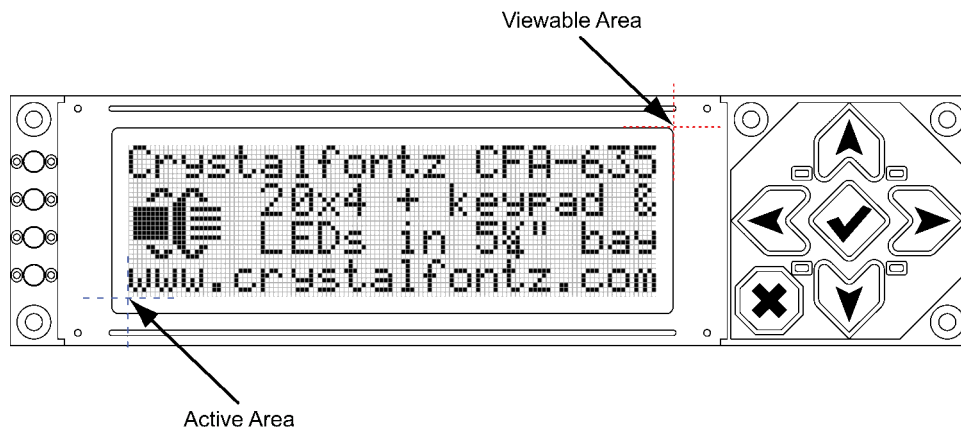 Viewable Area
Crystalfontz CFA-635
20x4 + keypad &
LEDs in 5¼" bay
www.crystalfontz.com
Active Area